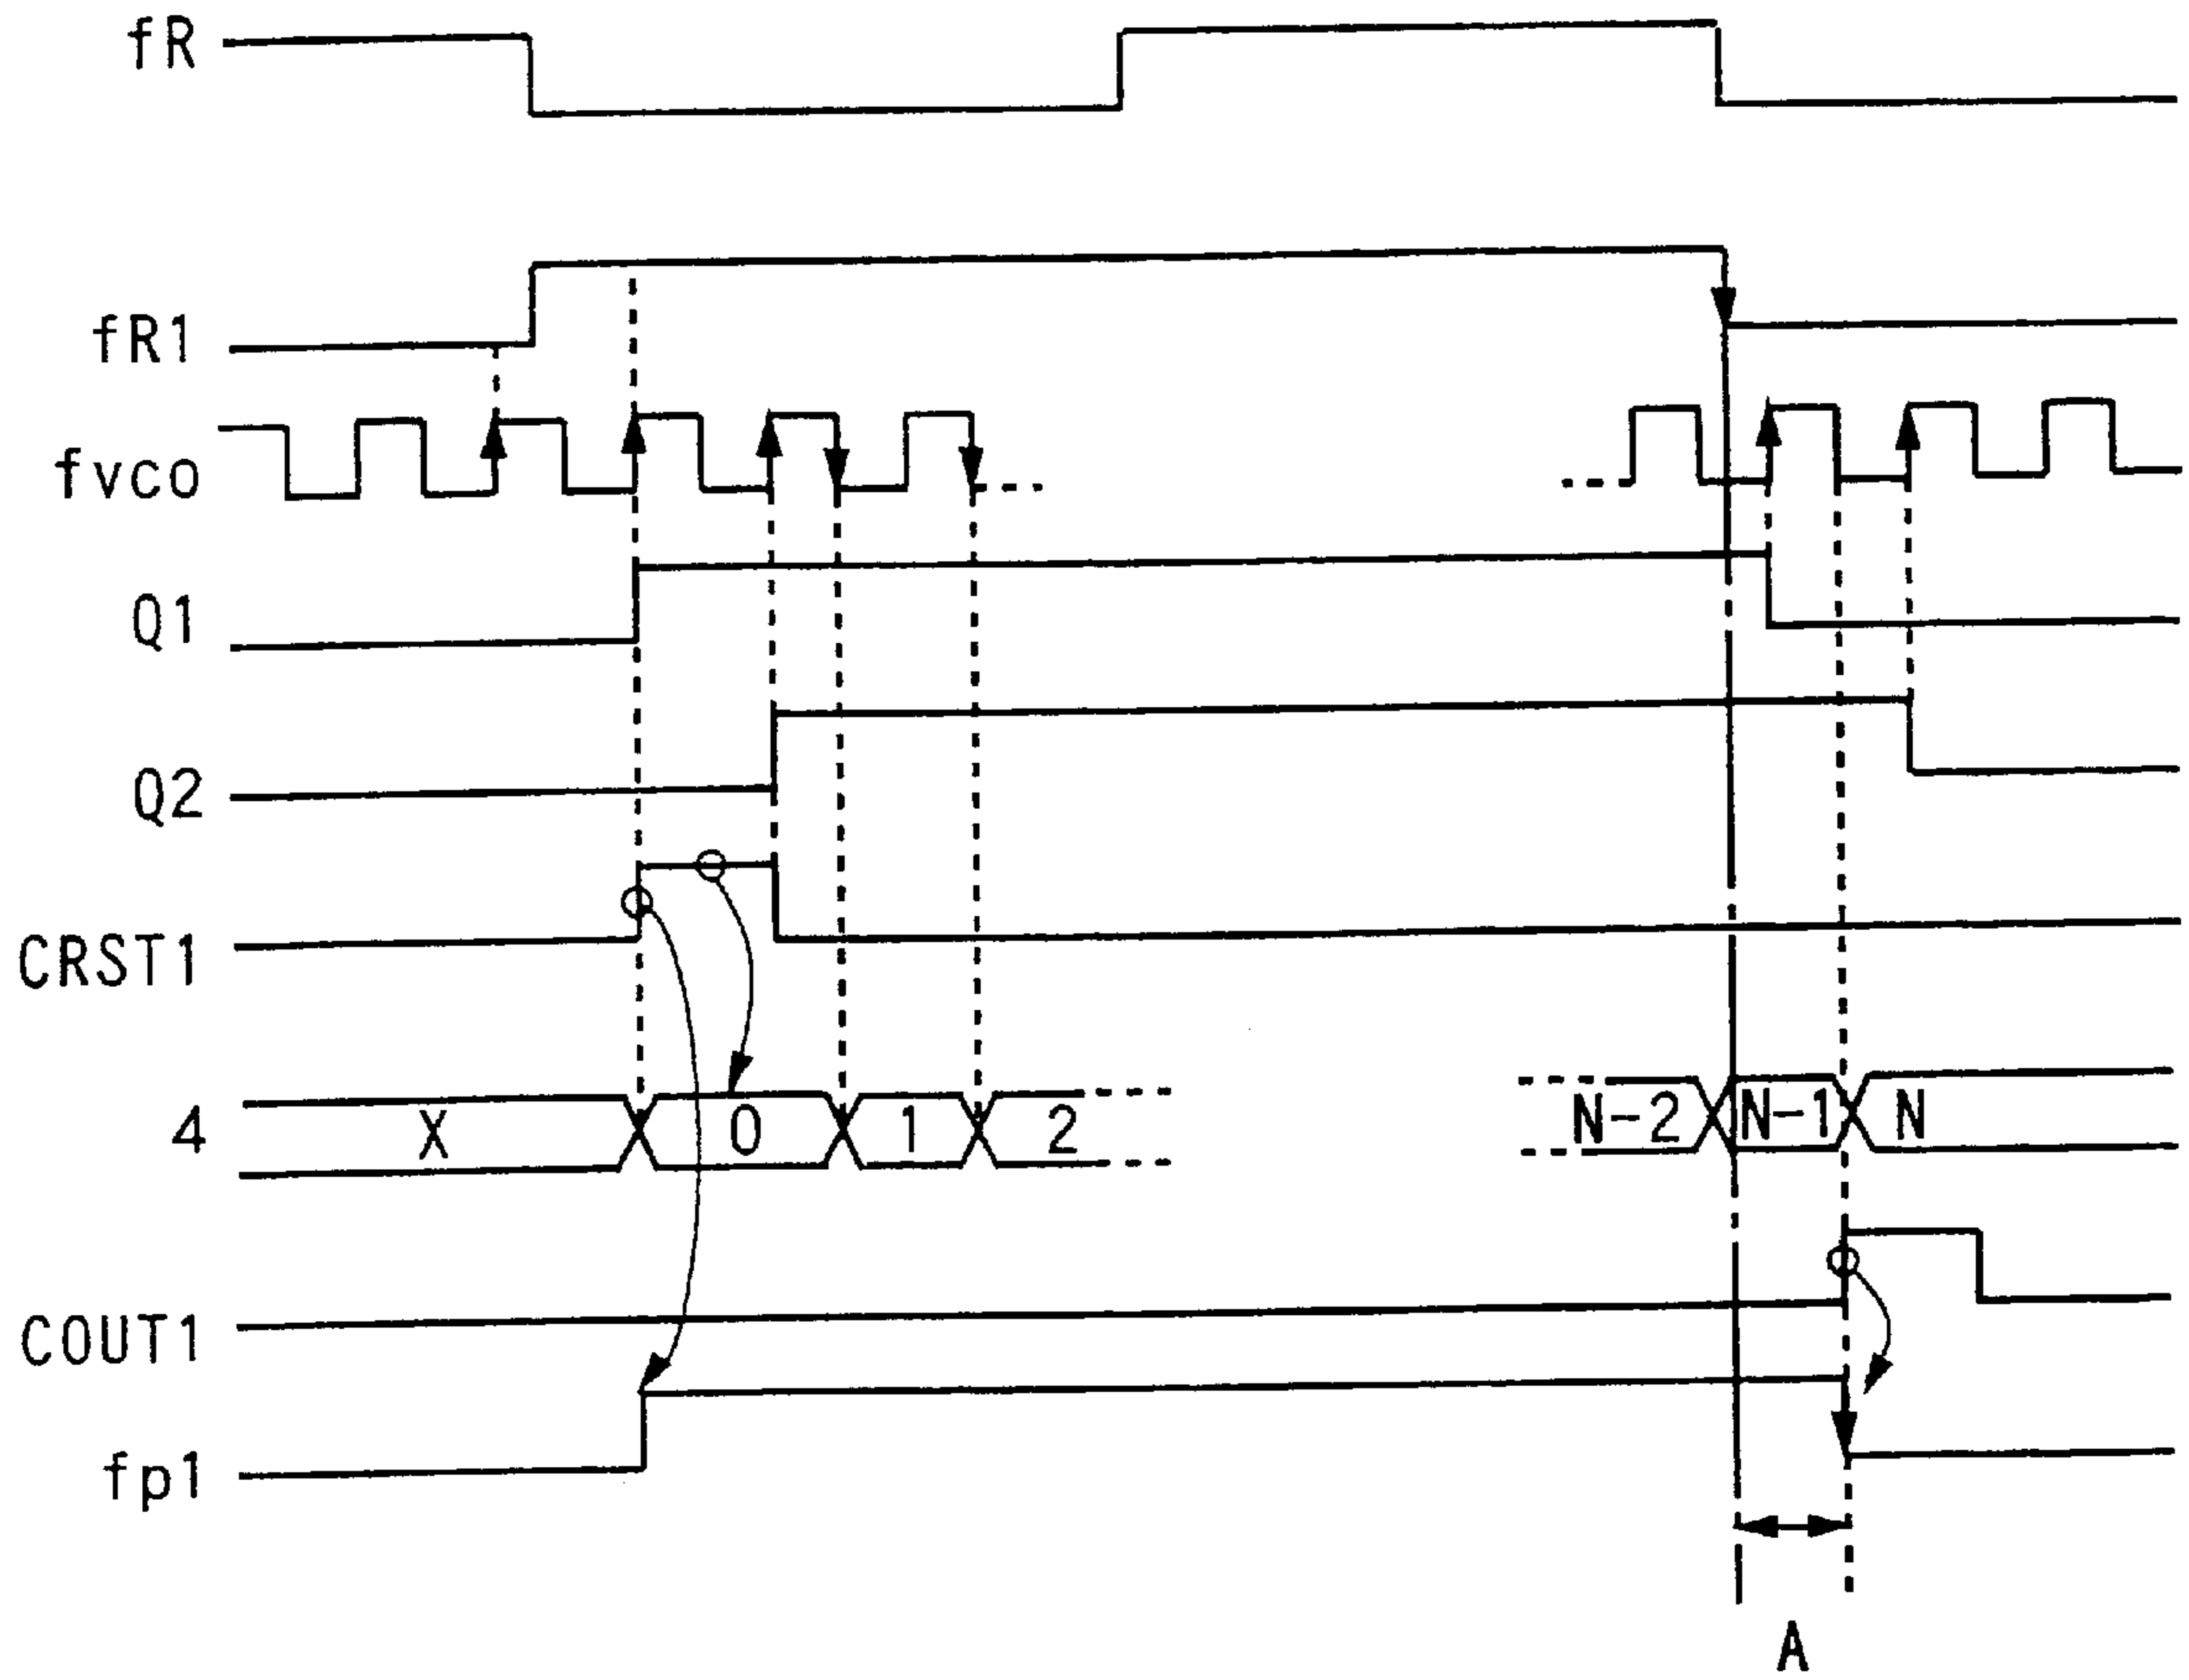 fR
fR1
fvco
Q1
Q2
CRST1
4 X 0 1 2 N-2 N-1 N
COUT1
fp1
A